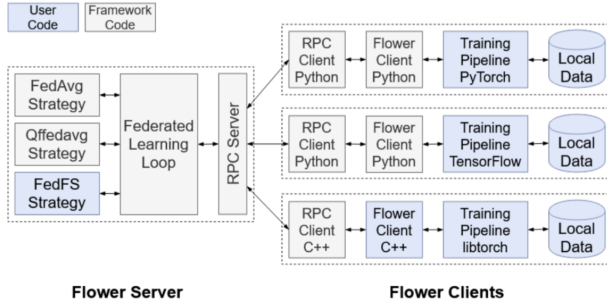 User
Code
Framework
Code
FedAvg
Strategy
Qffedavg
Strategy
FedFS
Strategy
Federated
Learning
Loop
RPC Server
RPC
Client
Python
Flower
Client
Python
Training
Pipeline
PyTorch
Local
Data
RPC
Client
Python
Flower
Client
Python
Training
Pipeline
TensorFlow
Local
Data
RPC
Client
C++
Flower
Client
C++
Training
Pipeline
libtorch
Local
Data
Flower Server
Flower Clients